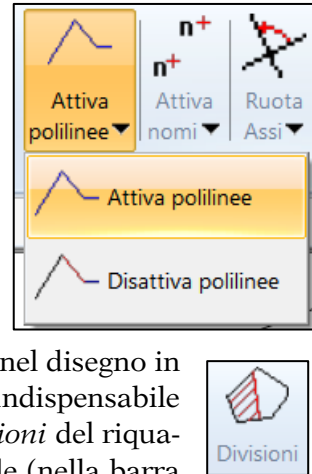 n+
n+
Attiva Attiva Ruota
polilinee nomi Assi
Attiva polilinee
Disattiva polilinee
nel disegno in
indispensabile
ioni del riqua-
le (nella barra
Divisioni